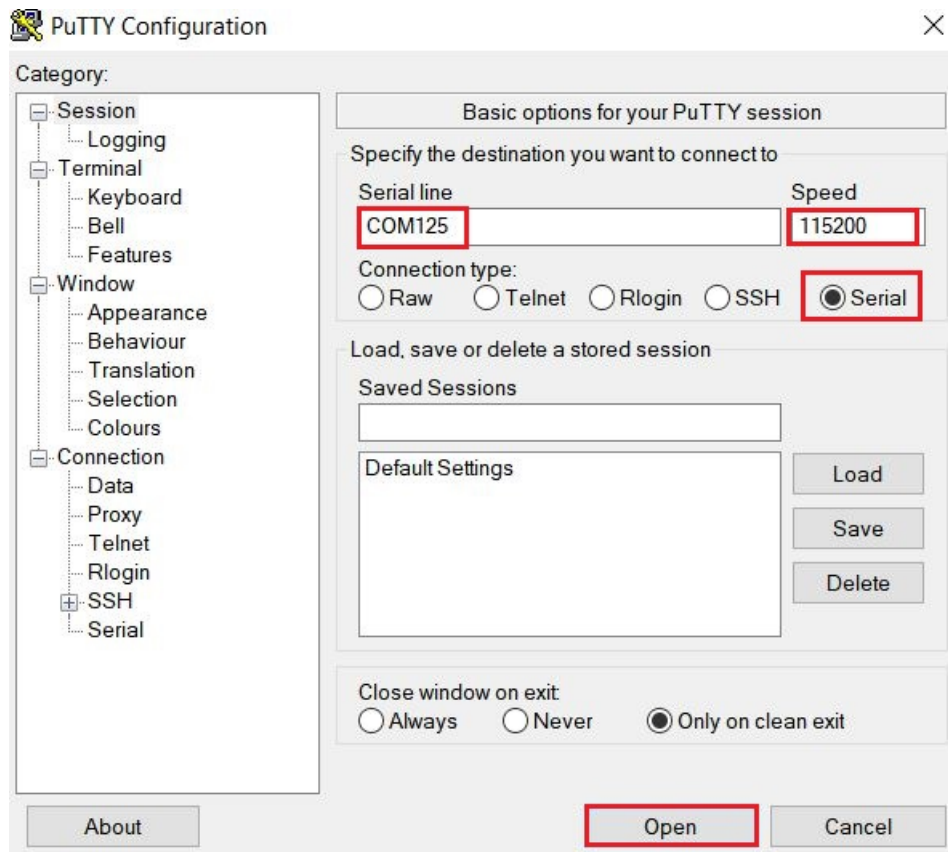 PuTTY Configuration
Category:
Session
Logging
Terminal
Keyboard
Bell
Features
Window
Appearance
Behaviour
Translation
Selection
Colours
Connection
Data
Proxy
Telnet
Rlogin
SSH
Serial
Basic options for your PuTTY session
Specify the destination you want to connect to
Serial line Speed
COM125 115200
Connection type:
Raw Telnet Rlogin SSH Serial
Load, save or delete a stored session
Saved Sessions
Default Settings
Load
Save
Delete
Close window on exit:
Always Never Only on clean exit
About Open Cancel